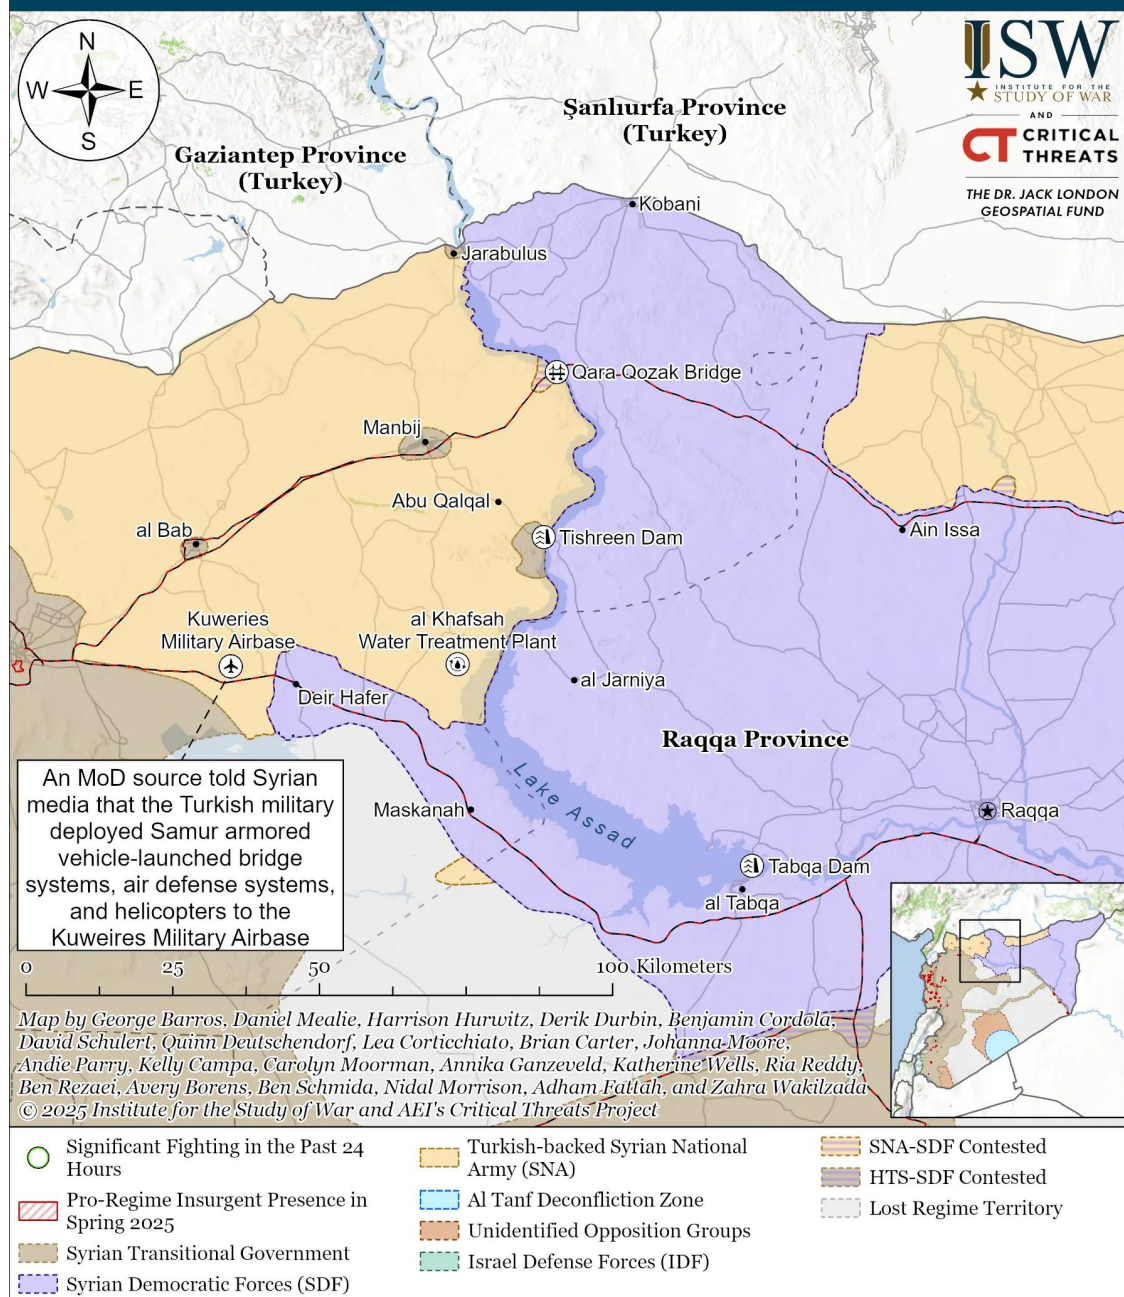 N
W
E
S
ISW
INSTITUTE FOR THE
STUDY OF WAR
AND
CT CRITICAL
THREATS
THE DR. JACK LONDON
GEOSPATIAL FUND
Şanlıurfa Province
(Turkey)
Gaziantep Province
(Turkey)
Kobani
Jarabulus
Qara Qozak Bridge
Manbij
Abu Qalqal
al Bab
Tishreen Dam
Ain Issa
Kuweries
Military Airbase
al Khafsah
Water Treatment Plant
Deir Hafer
al Jarniya
Raqqa Province
Lake Assad
Maskanah
Raqqa
Tabqa Dam
al Tabqa
An MoD source told Syrian
media that the Turkish military
deployed Samur armored
vehicle-launched bridge
systems, air defense systems,
and helicopters to the
Kuweires Military Airbase
0 25 50 100 Kilometers
Map by George Barros, Daniel Mealie, Harrison Hurwitz, Derik Durbin, Benjamin Cordola,
David Schulert, Quinn Deutschendorf, Lea Corticchiato, Brian Carter, Johanna Moore,
Andie Parry, Kelly Campa, Carolyn Moorman, Annika Ganzeveld, Katherine Wells, Ria Reddy,
Ben Rezaei, Avery Borens, Ben Schmida, Nidal Morrison, Adham Fattah, and Zahra Wakilzada
© 2025 Institute for the Study of War and AEI's Critical Threats Project
Significant Fighting in the Past 24
Hours
Pro-Regime Insurgent Presence in
Spring 2025
Syrian Transitional Government
Syrian Democratic Forces (SDF)
Turkish-backed Syrian National
Army (SNA)
Al Tanf Deconfliction Zone
Unidentified Opposition Groups
Israel Defense Forces (IDF)
SNA-SDF Contested
HTS-SDF Contested
Lost Regime Territory